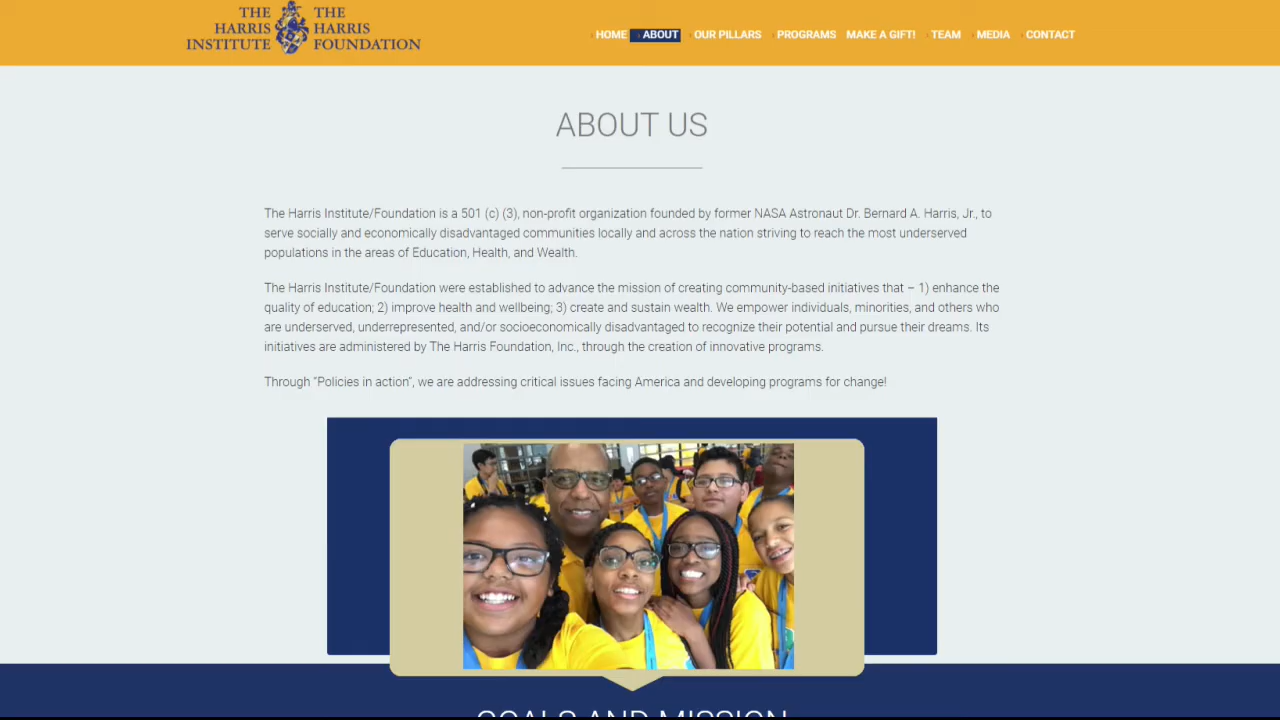 THE HARRIS INSTITUTE
THE HARRIS FOUNDATION
HOME
ABOUT
OUR PILLARS
PROGRAMS
MAKE A GIFT!
TEAM
MEDIA
CONTACT
ABOUT US
The Harris Institute/Foundation is a 501 (c) (3), non-profit organization founded by former NASA Astronaut Dr. Bernard A. Harris, Jr., to
serve socially and economically disadvantaged communities locally and across the nation striving to reach the most underserved
populations in the areas of Education, Health, and Wealth.
The Harris Institute/Foundation were established to advance the mission of creating community-based initiatives that – 1) enhance the
quality of education; 2) improve health and wellbeing; 3) create and sustain wealth. We empower individuals, minorities, and others who
are underserved, underrepresented, and/or socioeconomically disadvantaged to recognize their potential and pursue their dreams. Its
initiatives are administered by The Harris Foundation, Inc., through the creation of innovative programs.
Through “Policies in action”, we are addressing critical issues facing America and developing programs for change!
GOALS AND MISSION